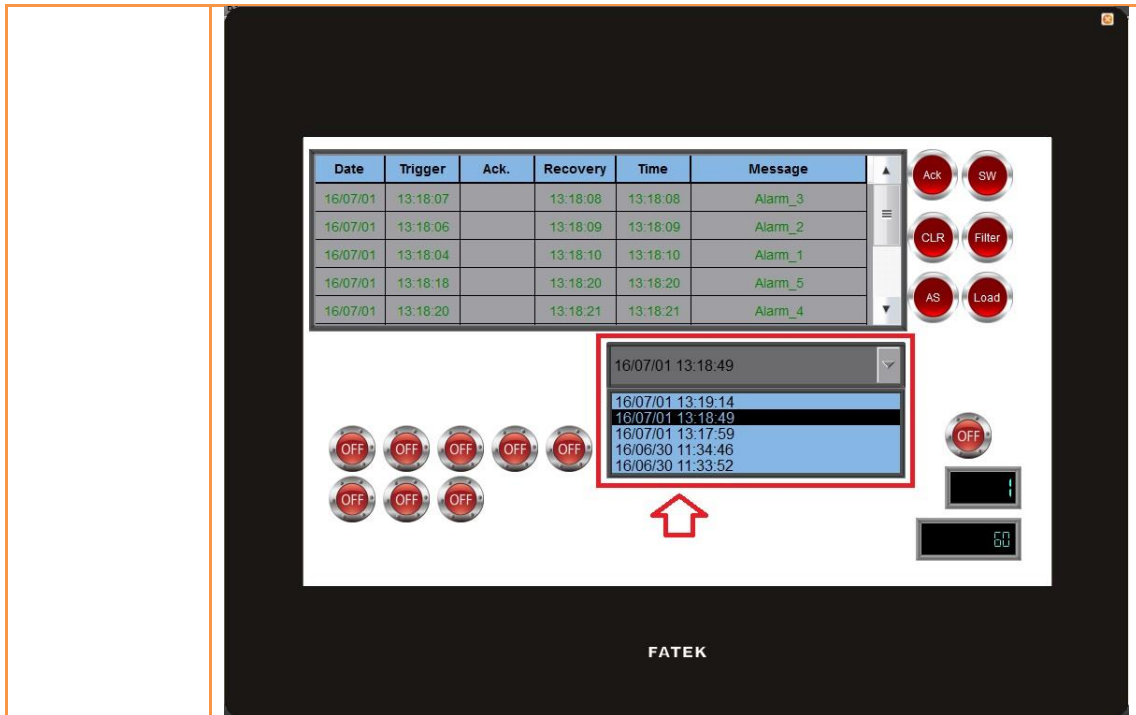 Date Trigger Ack. Recovery Time Message
16/07/01 13:18:07 13:18:08 13:18:08 Alarm_3
16/07/01 13:18:06 13:18:09 13:18:09 Alarm_2
16/07/01 13:18:04 13:18:10 13:18:10 Alarm_1
16/07/01 13:18:18 13:18:20 13:18:20 Alarm_5
16/07/01 13:18:20 13:18:21 13:18:21 Alarm_4
Ack SW
CLR Filter
AS Load
16/07/01 13:18:49
16/07/01 13:19:14
16/07/01 13:18:49
16/07/01 13:17:59
16/06/30 11:34:46
16/06/30 11:33:52
OFF OFF OFF OFF OFF
OFF OFF OFF
OFF
1
60
FATEK